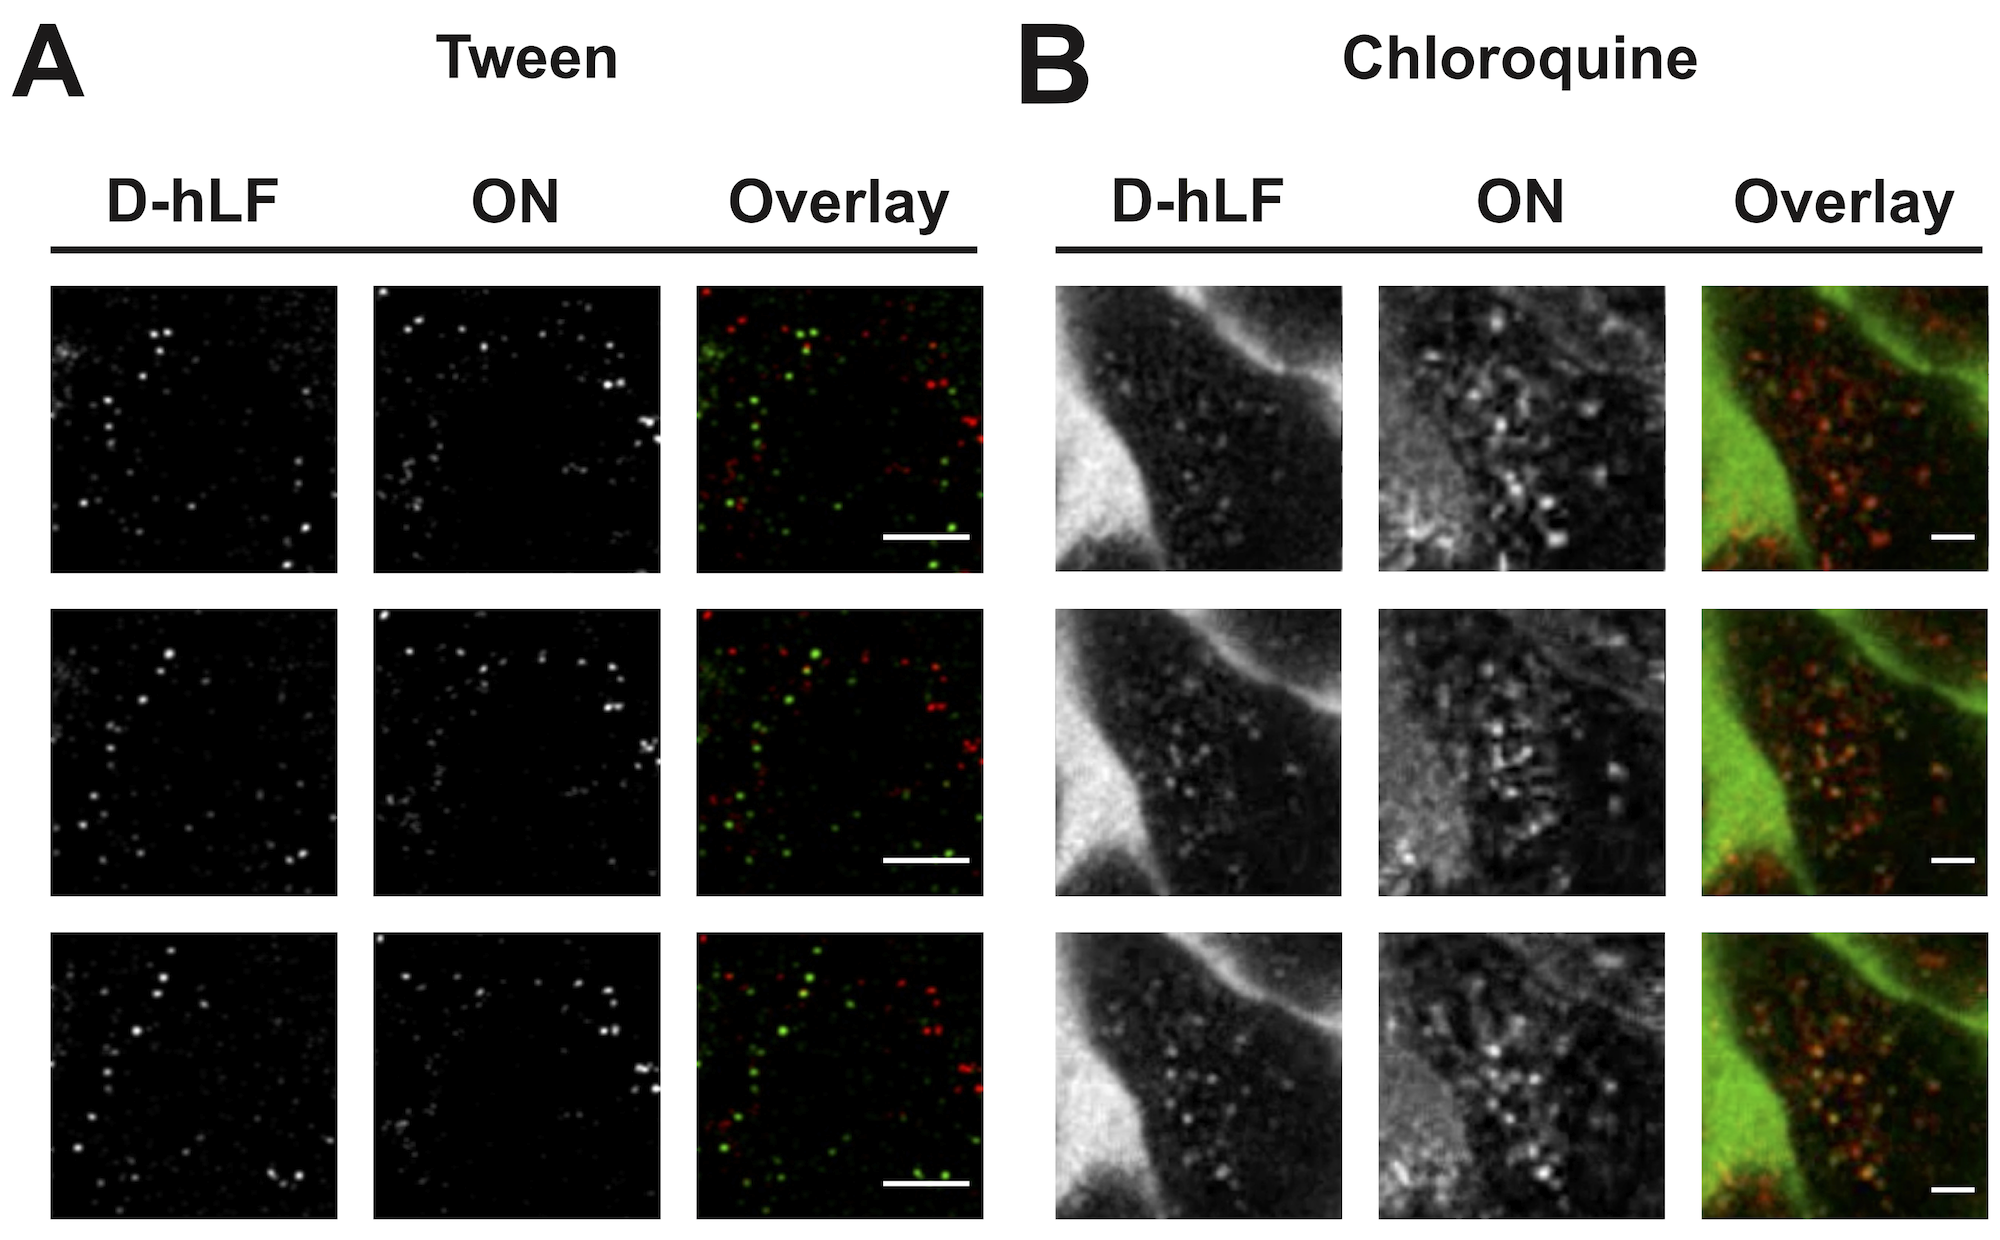 A Tween
D-hLF ON Overlay
B Chloroquine
D-hLF ON Overlay